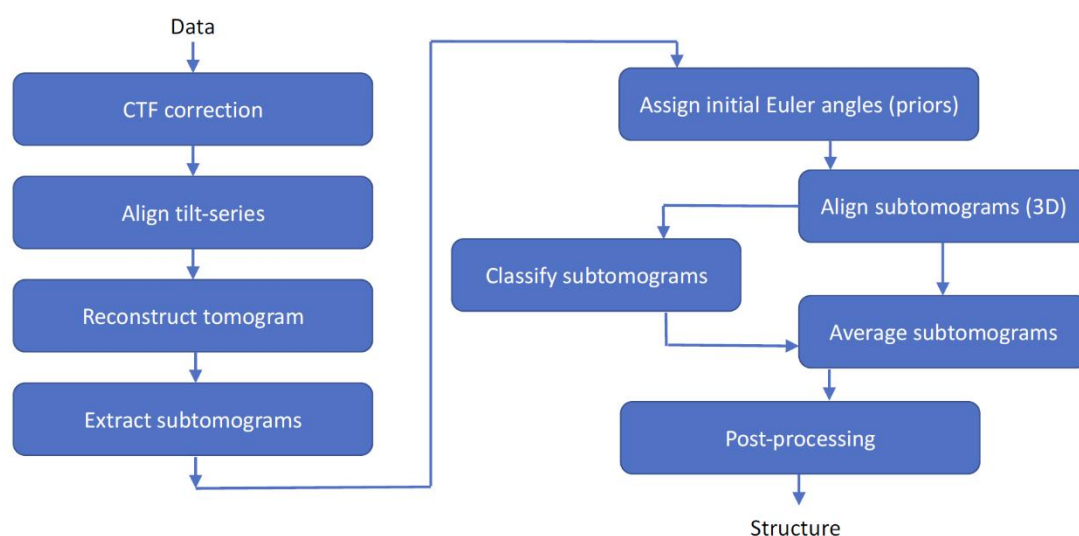 Data
CTF correction
Align tilt-series
Reconstruct tomogram
Extract subtomograms
Assign initial Euler angles (priors)
Align subtomograms (3D)
Classify subtomograms
Average subtomograms
Post-processing
Structure